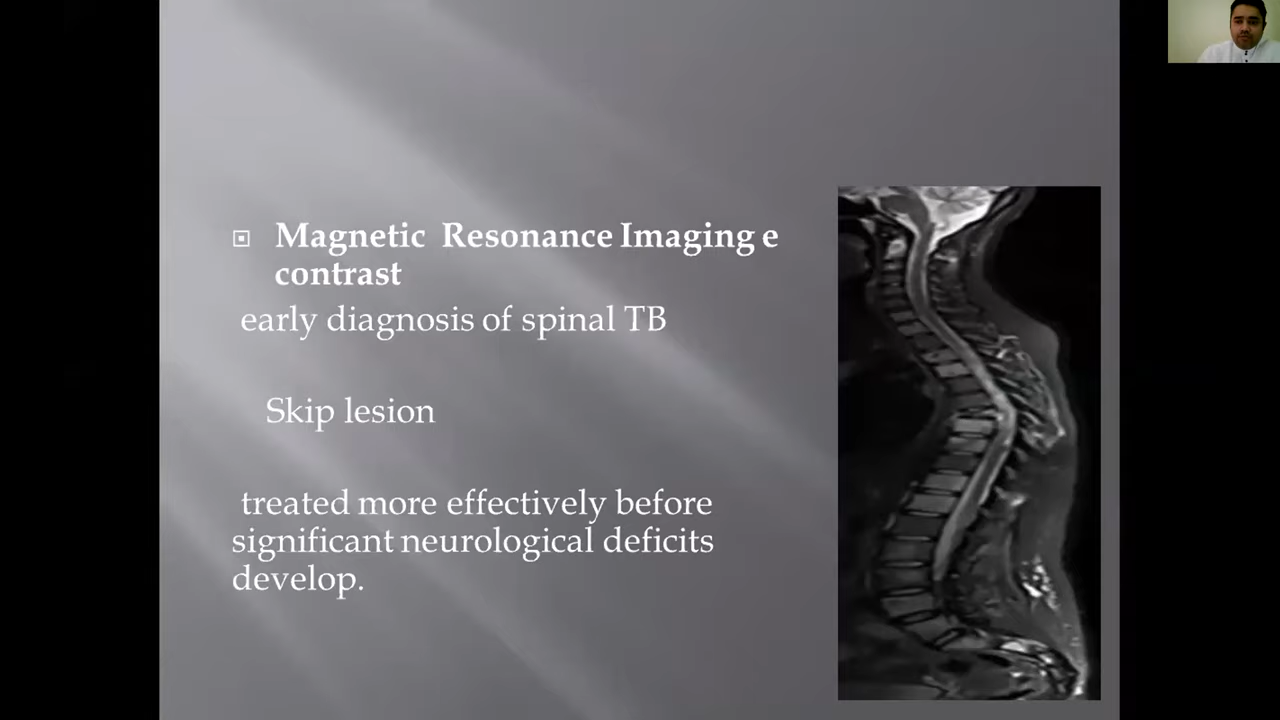 Magnetic Resonance Imaging e
contrast
early diagnosis of spinal TB
Skip lesion
treated more effectively before
significant neurological deficits
develop.